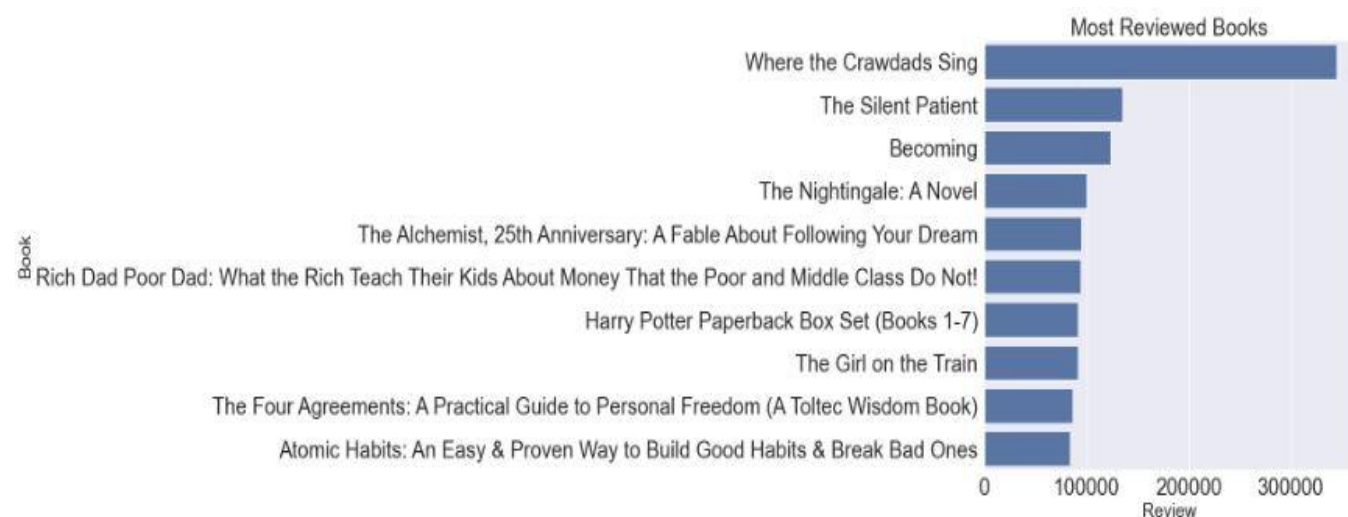 Most Reviewed Books
Where the Crawdads Sing
The Silent Patient
Becoming
The Nightingale: A Novel
The Alchemist, 25th Anniversary: A Fable About Following Your Dream
Rich Dad Poor Dad: What the Rich Teach Their Kids About Money That the Poor and Middle Class Do Not!
Harry Potter Paperback Box Set (Books 1-7)
The Girl on the Train
The Four Agreements: A Practical Guide to Personal Freedom (A Toltec Wisdom Book)
Atomic Habits: An Easy & Proven Way to Build Good Habits & Break Bad Ones
Book
0 100000 200000 300000
Review